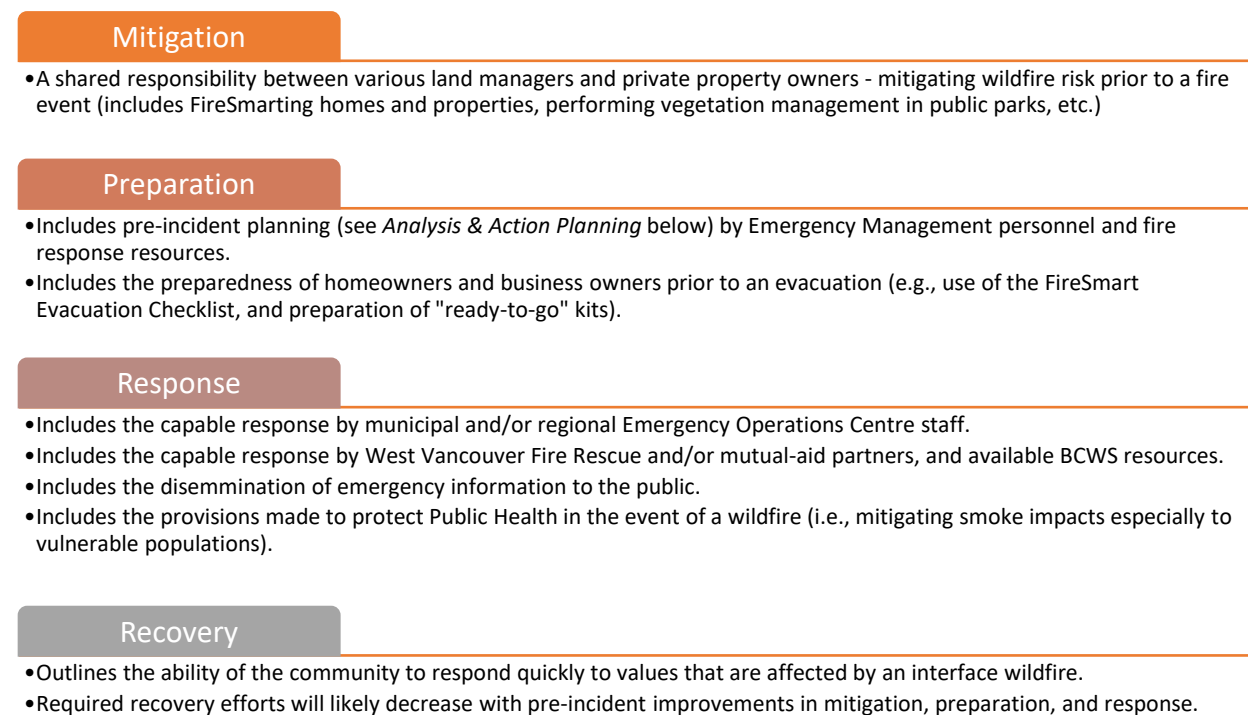 Mitigation
•A shared responsibility between various land managers and private property owners - mitigating wildfire risk prior to a fire
event (includes FireSmarting homes and properties, performing vegetation management in public parks, etc.)
Preparation
•Includes pre-incident planning (see Analysis & Action Planning below) by Emergency Management personnel and fire
response resources.
•Includes the preparedness of homeowners and business owners prior to an evacuation (e.g., use of the FireSmart
Evacuation Checklist, and preparation of "ready-to-go" kits).
Response
•Includes the capable response by municipal and/or regional Emergency Operations Centre staff.
•Includes the capable response by West Vancouver Fire Rescue and/or mutual-aid partners, and available BCWS resources.
•Includes the disemmination of emergency information to the public.
•Includes the provisions made to protect Public Health in the event of a wildfire (i.e., mitigating smoke impacts especially to
vulnerable populations).
Recovery
•Outlines the ability of the community to respond quickly to values that are affected by an interface wildfire.
•Required recovery efforts will likely decrease with pre-incident improvements in mitigation, preparation, and response.